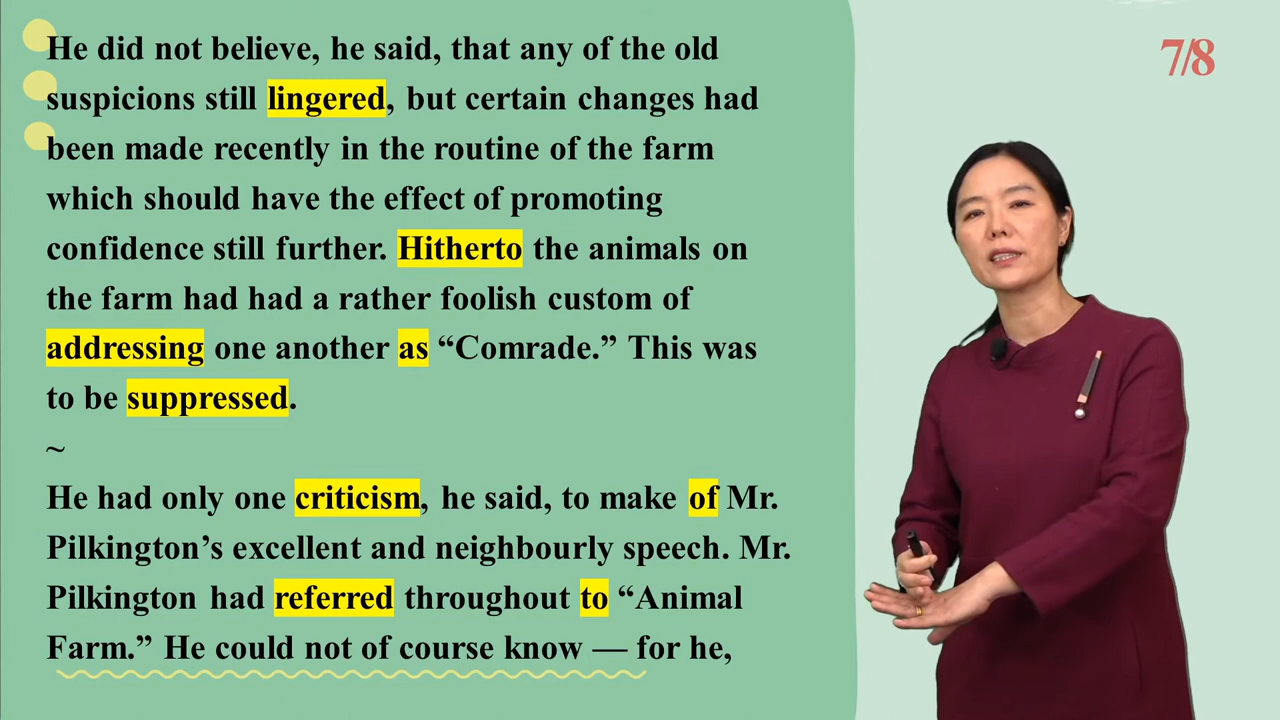 He did not believe, he said, that any of the old
suspicions still lingered, but certain changes had
been made recently in the routine of the farm
which should have the effect of promoting
confidence still further. Hitherto the animals on
the farm had had a rather foolish custom of
addressing one another as “Comrade.” This was
to be suppressed.
~
He had only one criticism, he said, to make of Mr.
Pilkington’s excellent and neighbourly speech. Mr.
Pilkington had referred throughout to “Animal
Farm.” He could not of course know — for he,
7/8